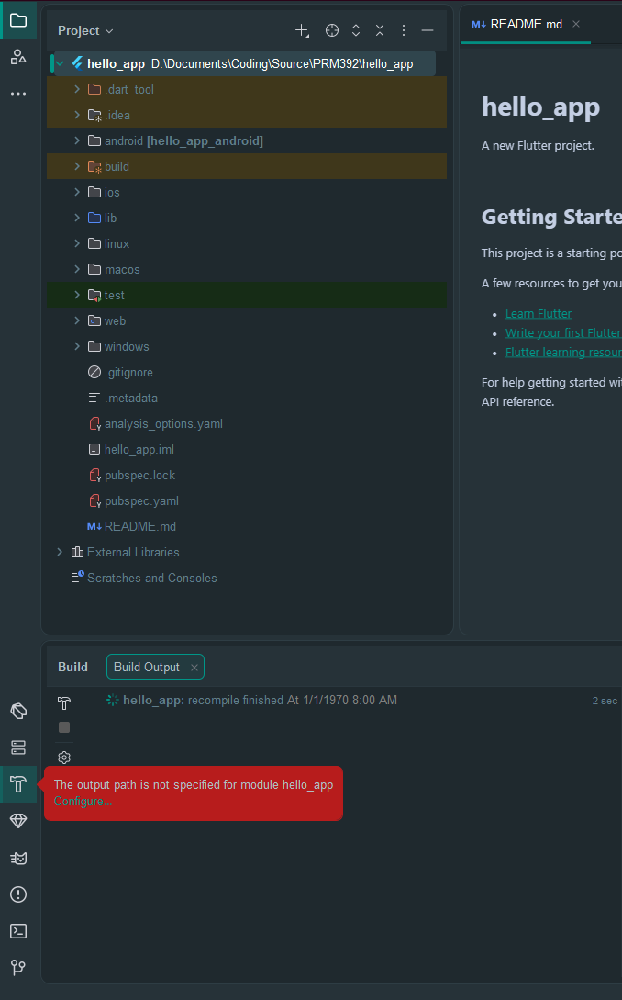 Project
README.md
hello_app D:\Documents\Coding\Source\PRM392\hello_app
.dart_tool
.idea
android [hello_app_android]
build
ios
lib
linux
macos
test
web
windows
.gitignore
.metadata
analysis_options.yaml
hello_app.iml
pubspec.lock
pubspec.yaml
README.md
External Libraries
Scratches and Consoles
hello_app
A new Flutter project.
Getting Starte
This project is a starting po
A few resources to get you
• Learn Flutter
• Write your first Flutter
• Flutter learning resour
For help getting started wi
API reference.
Build
Build Output
hello_app: recompile finished At 1/1/1970 8:00 AM
2 sec
The output path is not specified for module hello_app
Configure...